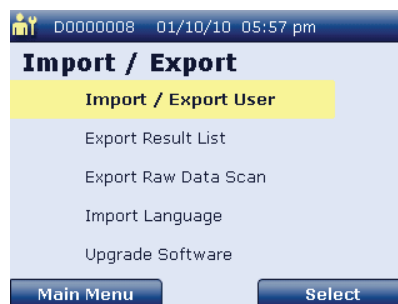 D0000008 01/10/10 05:57 pm
Import / Export
Import / Export User
Export Result List
Export Raw Data Scan
Import Language
Upgrade Software
Main Menu Select